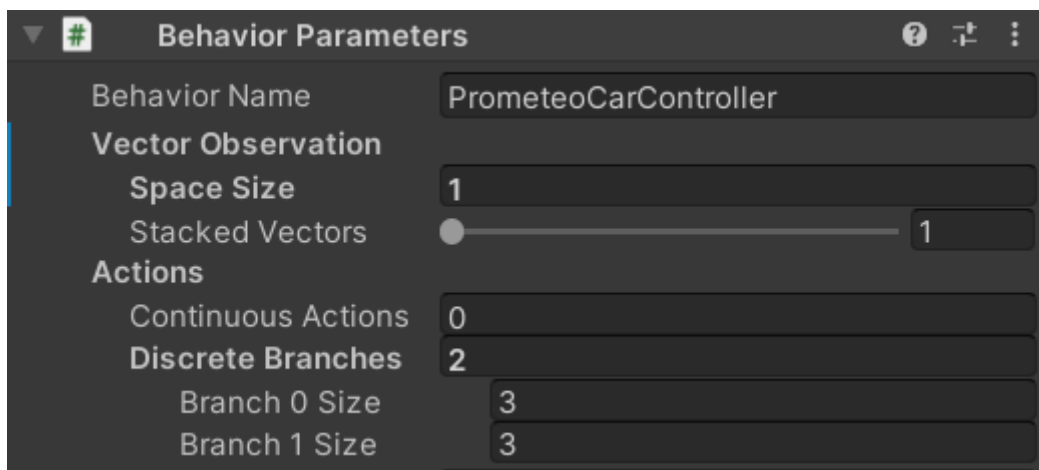 # Behavior Parameters
Behavior Name PrometeoCarController
Vector Observation
Space Size 1
Stacked Vectors 1
Actions
Continuous Actions 0
Discrete Branches 2
Branch 0 Size 3
Branch 1 Size 3